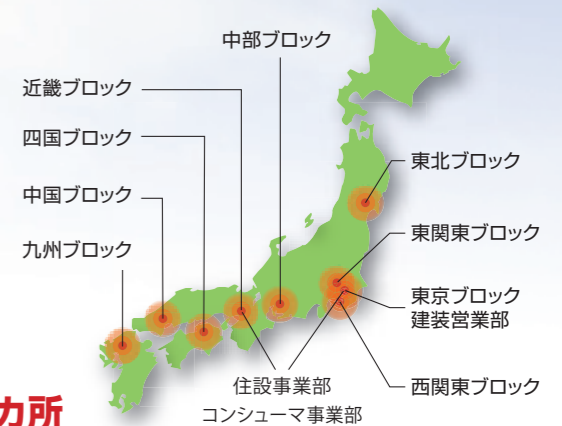 中部ブロック
近畿ブロック
四国ブロック
中国ブロック
九州ブロック
東北ブロック
東関東ブロック
東京ブロック
建装営業部
西関東ブロック
住設事業部
コンシューマ事業部
カ所